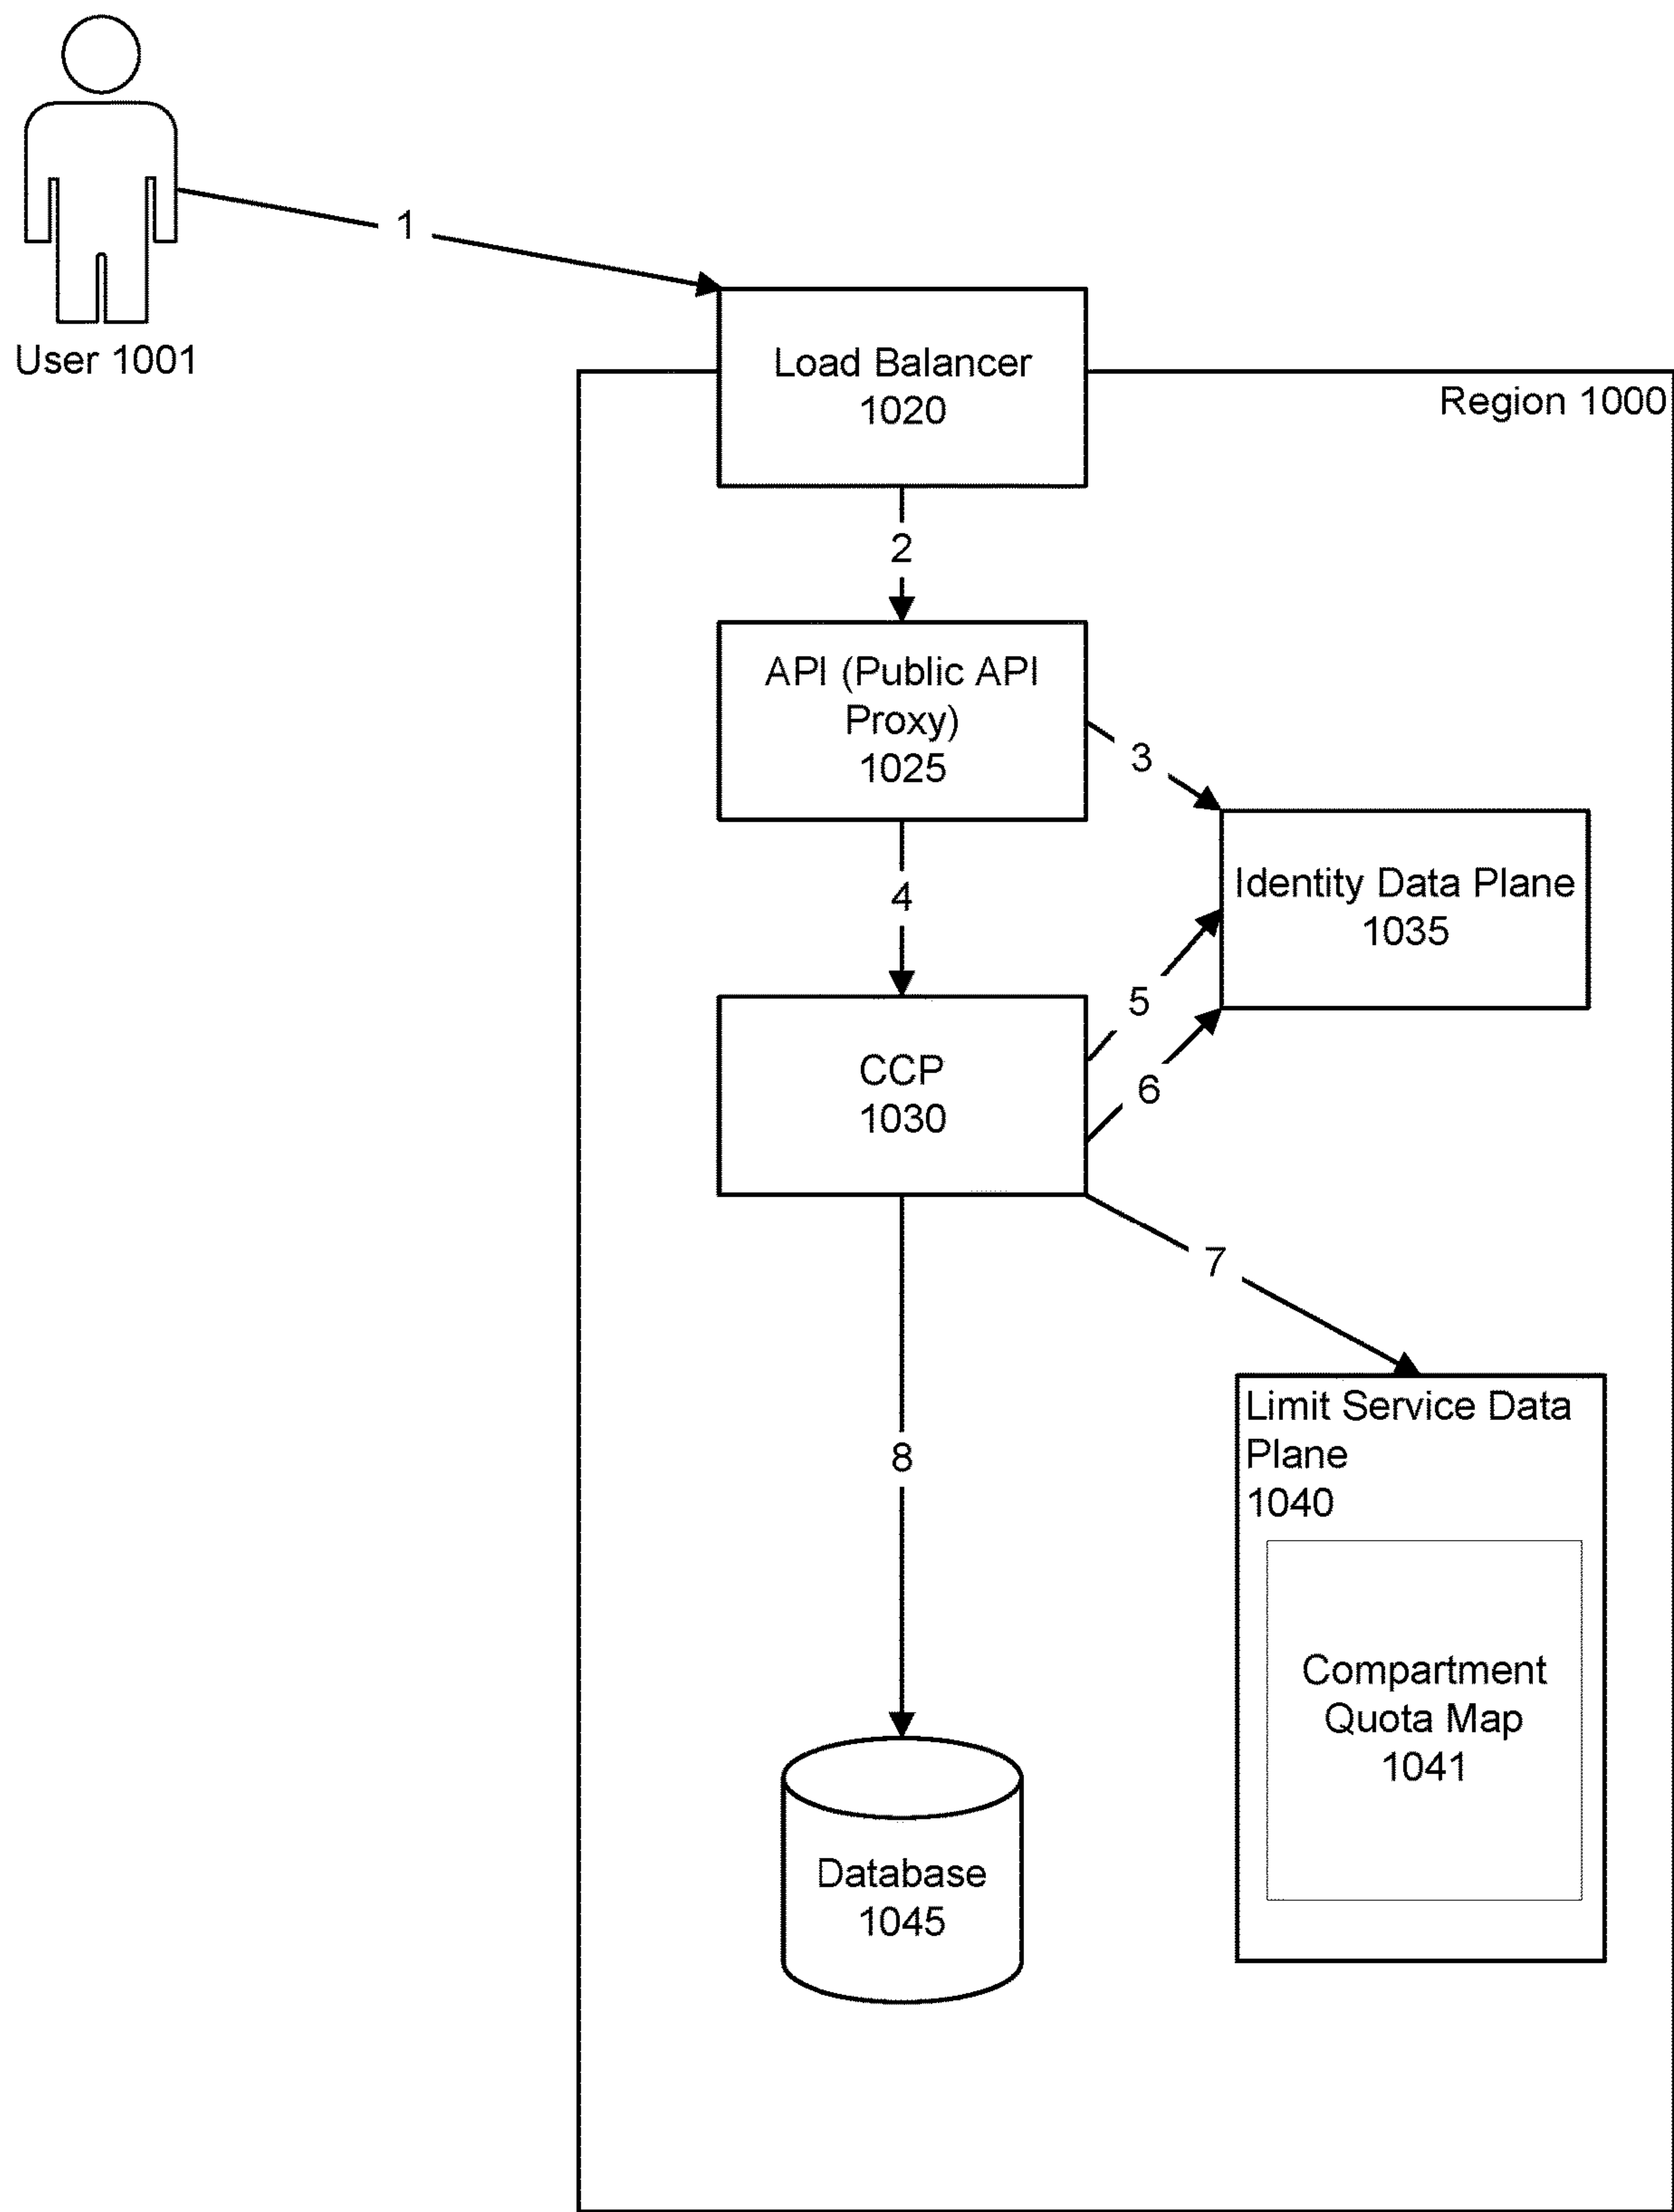 User 1001
1
Load Balancer
1020
Region 1000
2
API (Public API
Proxy)
1025
3
4
Identity Data Plane
1035
5
CCP
1030
6
7
Limit Service Data
Plane
1040
8
Compartment
Quota Map
1041
Database
1045